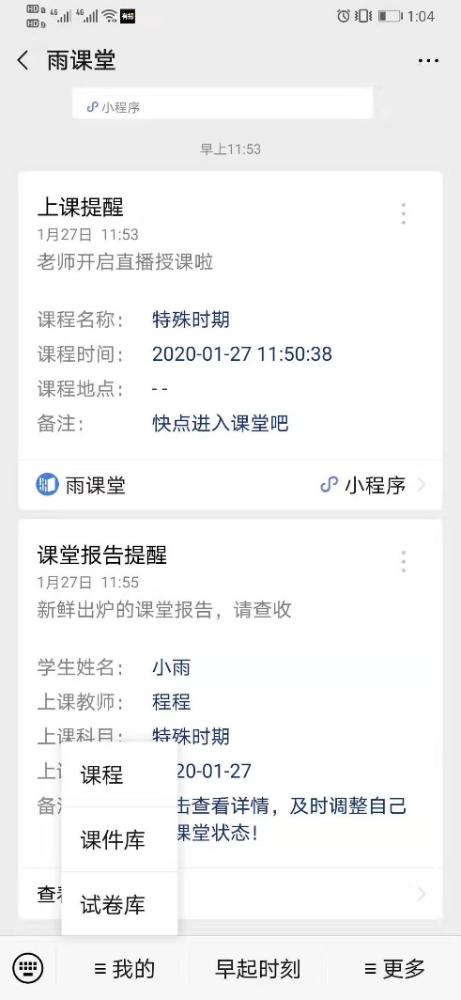 HD 2 4G 4G 1:04
HD 2
雨课堂
小程序
早上11:53
上课提醒
1月27日 11:53
老师开启直播授课啦
课程名称： 特殊时期
课程时间： 2020-01-27 11:50:38
课程地点： - -
备注： 快点进入课堂吧
雨课堂 小程序
课堂报告提醒
1月27日 11:55
新鲜出炉的课堂报告，请查收
学生姓名： 小雨
上课教师： 程程
上课科目： 特殊时期
上 20-01-27
备 击查看详情，及时调整自己
课堂状态！
查
课程
课件库
试卷库
≡ 我的 早起时刻 ≡ 更多